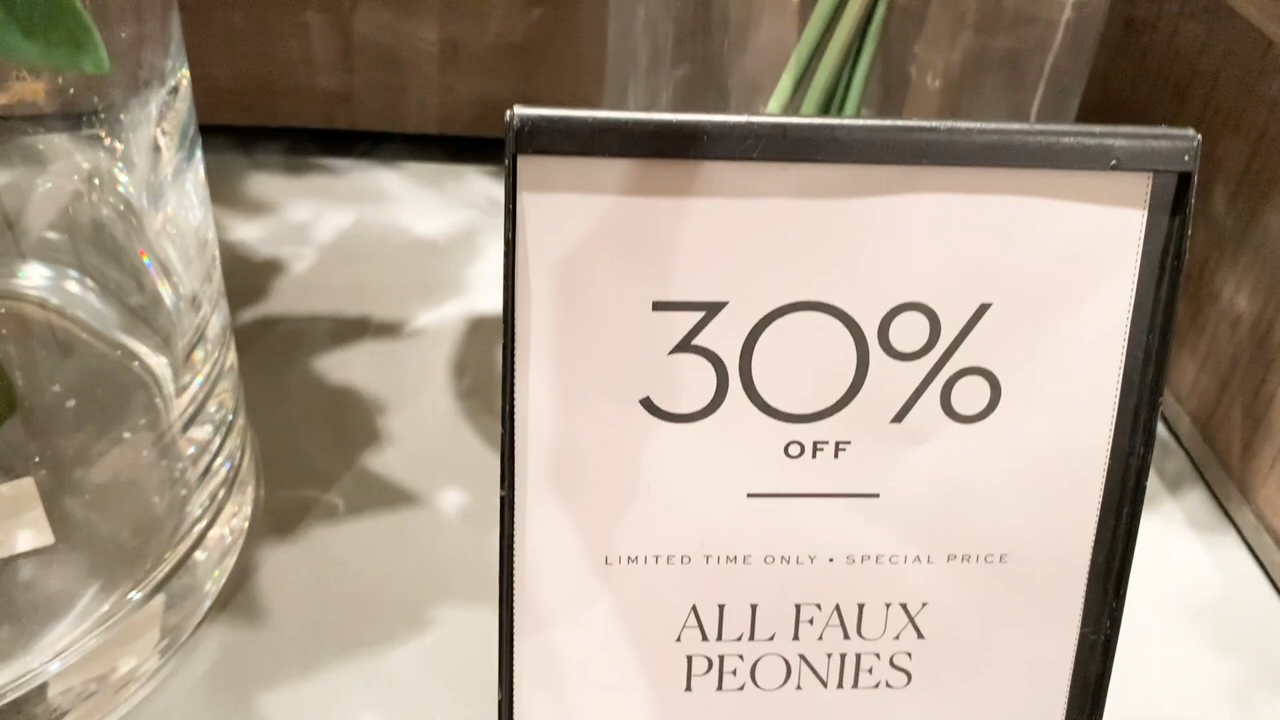 30%
OFF
LIMITED TIME ONLY • SPECIAL PRICE
ALL FAUX
PEONIES